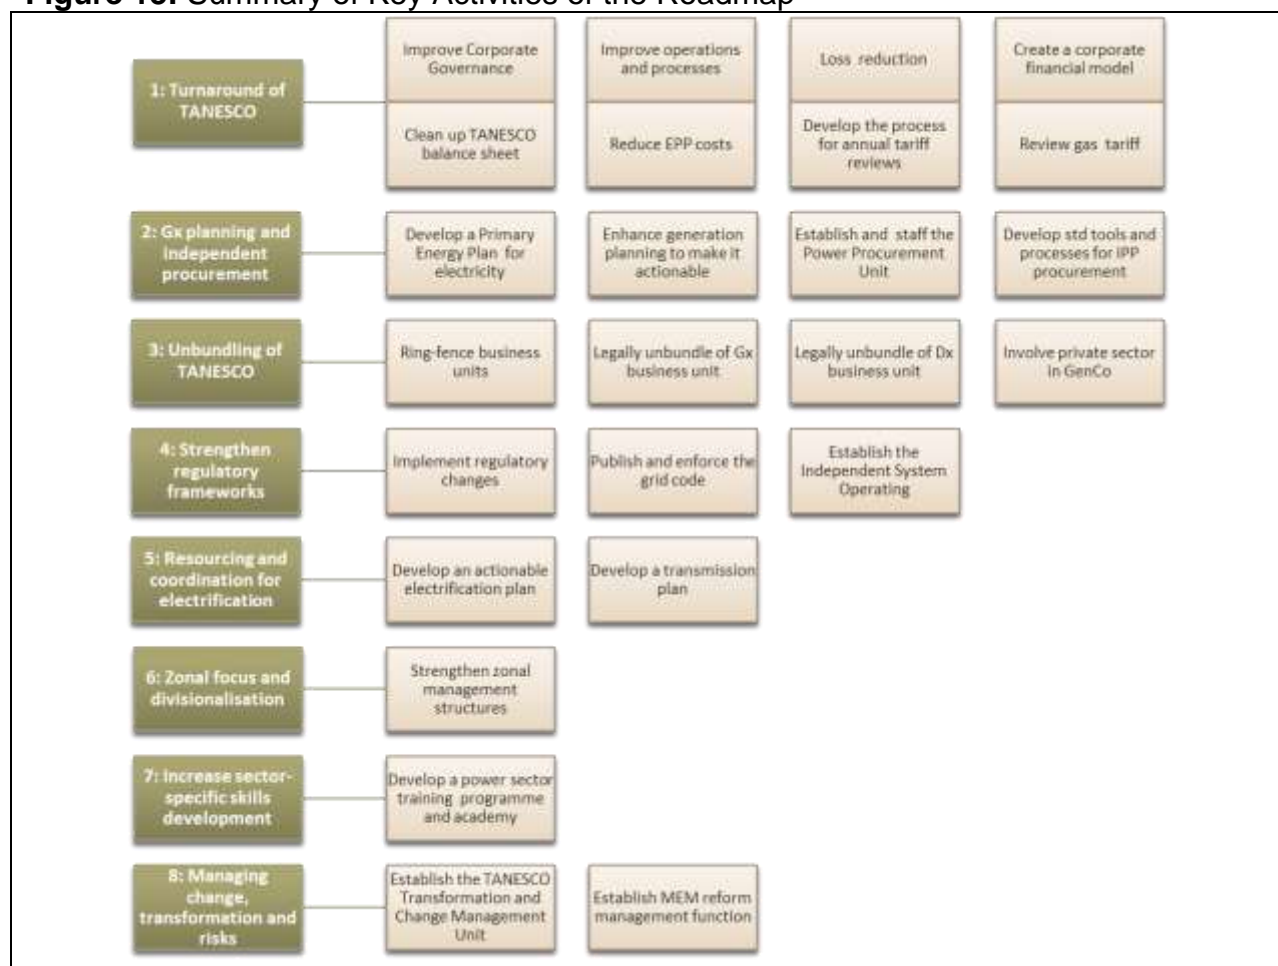 Figure 18: Summary of Key Activities of the Roadmap
1: Turnaround of
TANESCO
Improve Corporate
Governance
Improve operations
and processes
Loss reduction
Create a corporate
financial model
Clean up TANESCO
balance sheet
Reduce EPP costs
Develop the process
for annual tariff
reviews
Review gas tariff
2: Gx planning and
independent
procurement
Develop a Primary
Energy Plan for
electricity
Enhance generation
planning to make it
actionable
Establish and staff the
Power Procurement
Unit
Develop std tools and
processes for IPP
procurement
3: Unbundling of
TANESCO
Ring-fence business
units
Legally unbundle of Gx
business unit
Legally unbundle of Dx
business unit
Involve private sector
in GenCo
4: Strengthen
regulatory
frameworks
Implement regulatory
changes
Publish and enforce the
grid code
Establish the
Independent System
Operating
5: Resourcing and
coordination for
electrification
Develop an actionable
electrification plan
Develop a transmission
plan
6: Zonal focus and
divisionalisation
Strengthen zonal
management
structures
7: Increase sector-
specific skills
development
Develop a power sector
training programme
and academy
8: Managing
change,
transformation and
risks
Establish the TANESCO
Transformation and
Change Management
Unit
Establish MEM reform
management function